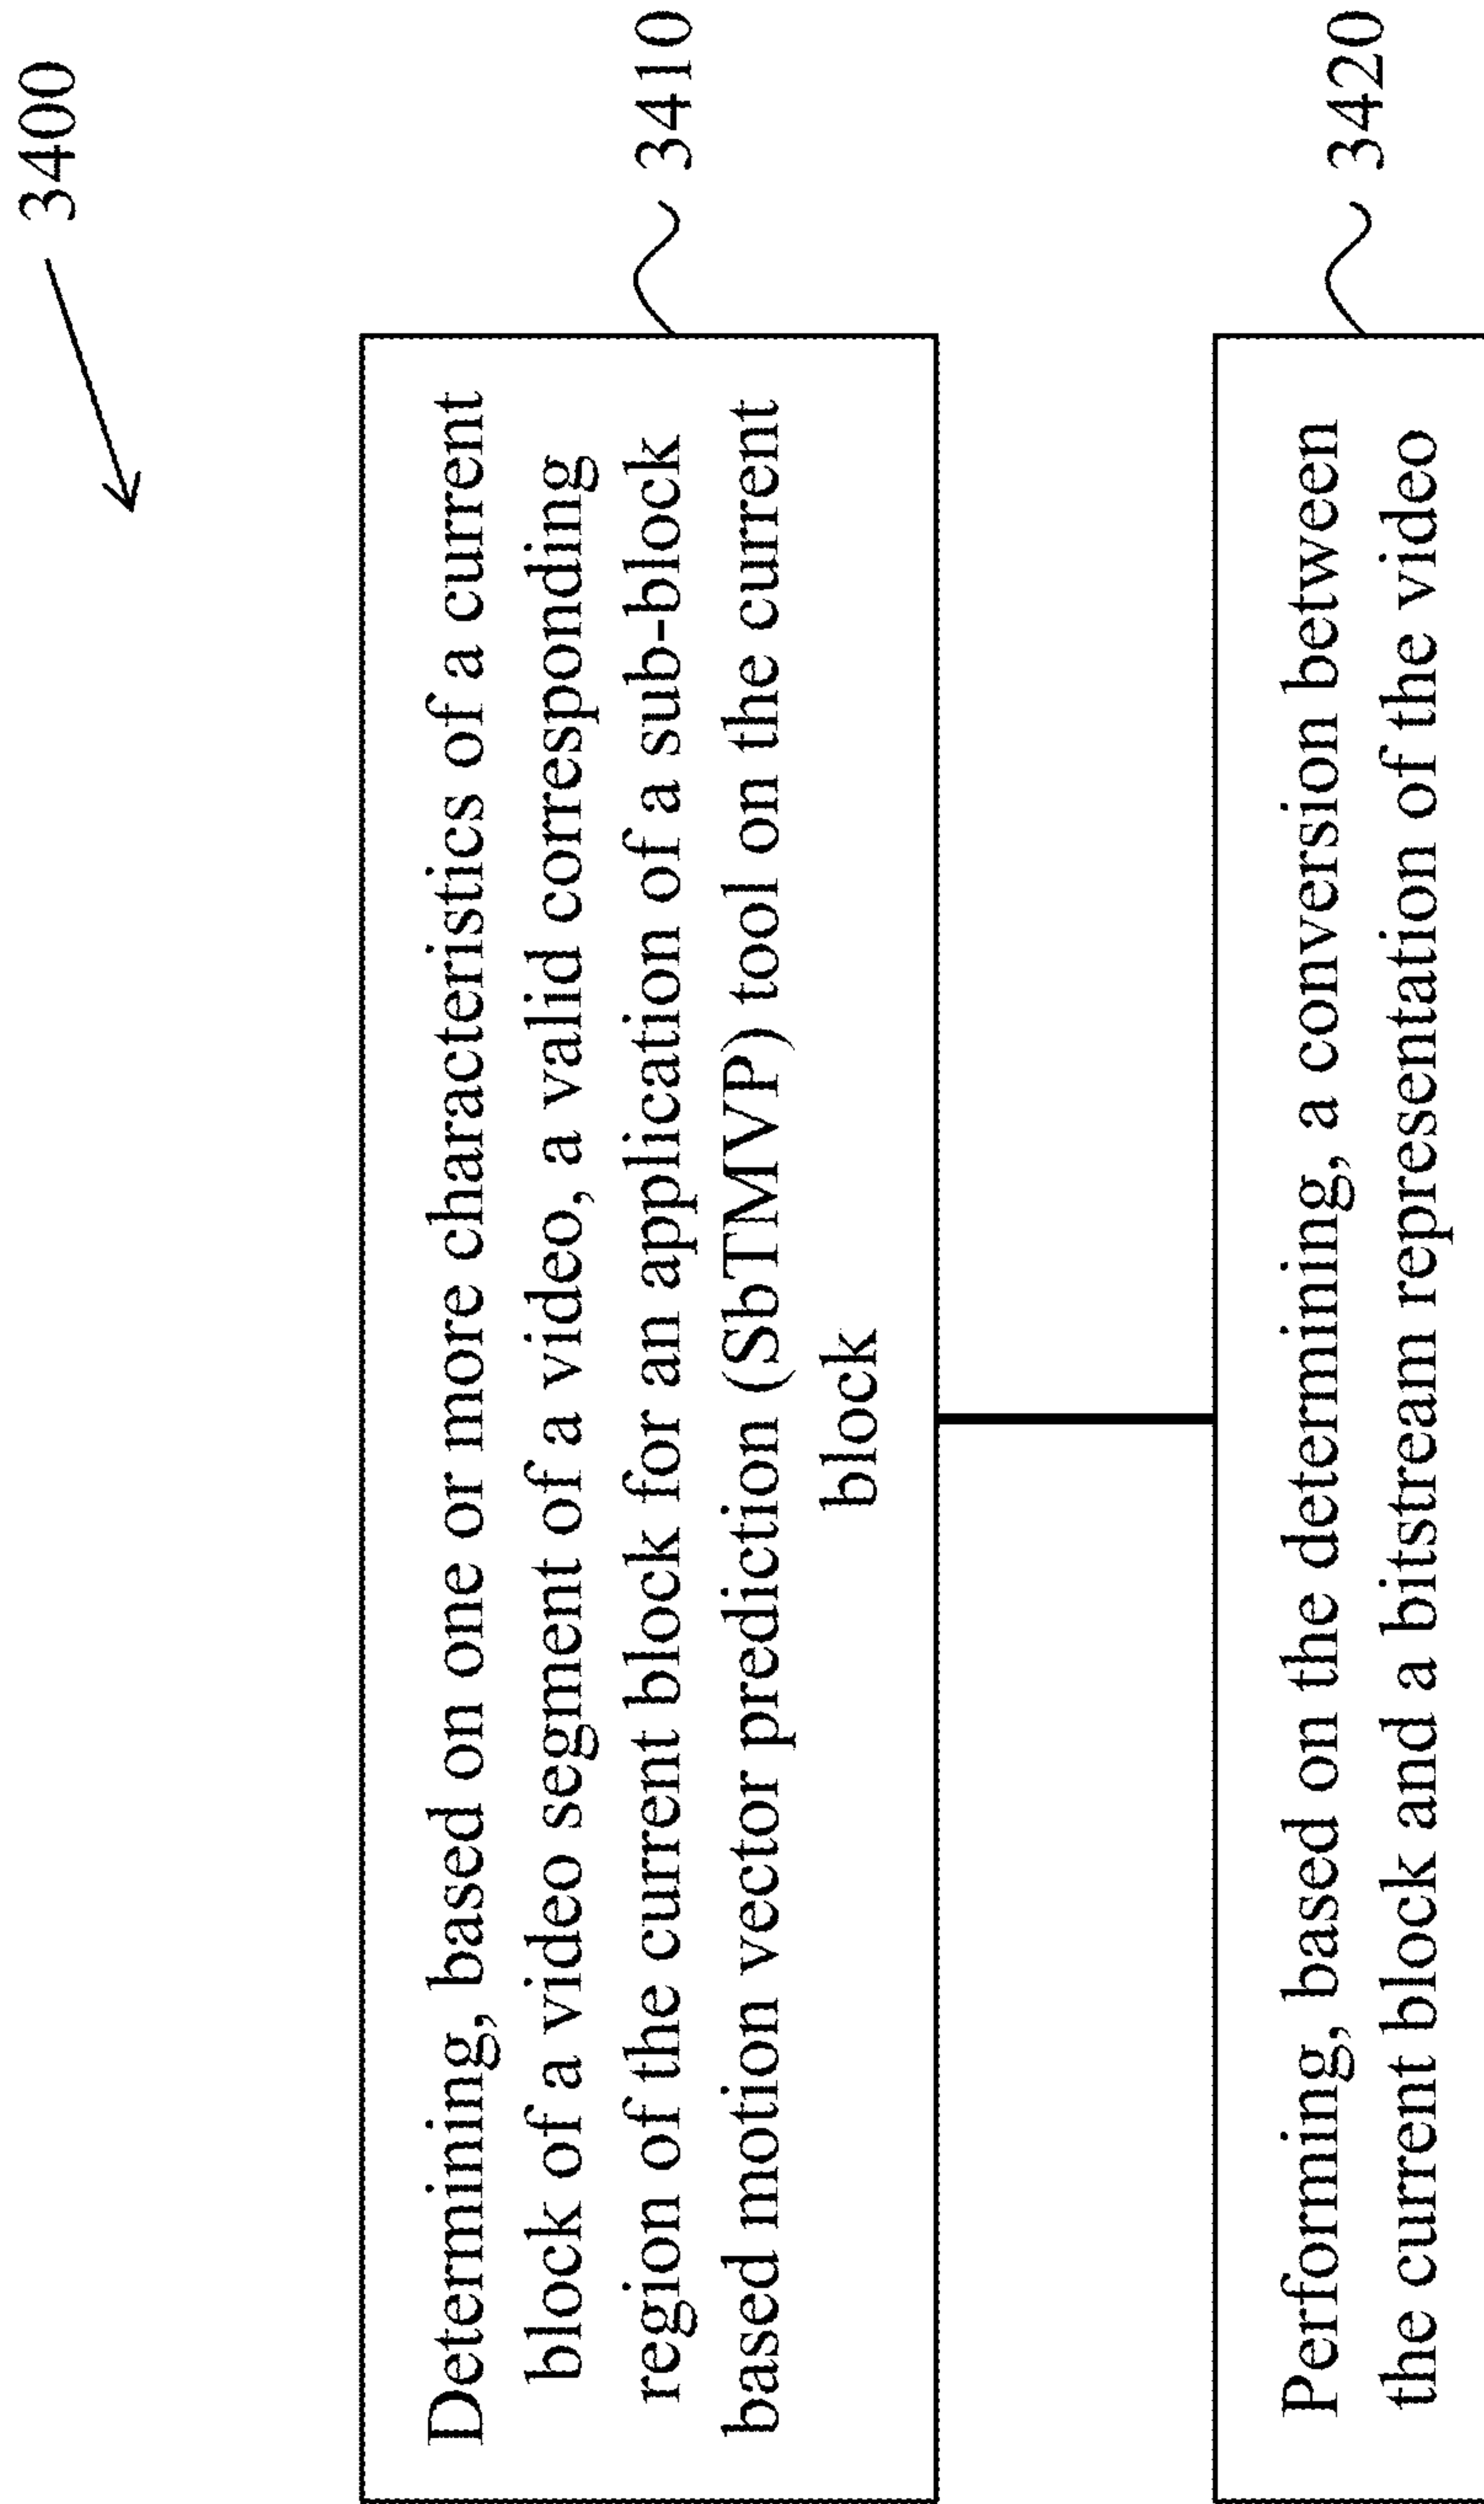 3400
Determining, based on one or more characteristics of a current
block of a video segment of a video, a valid corresponding
region of the current block for an application of a sub-block
based motion vector prediction (SbTMVP) tool on the current
block
3410
Performing, based on the determining, a conversion between
the current block and a bitstream representation of the video
3420